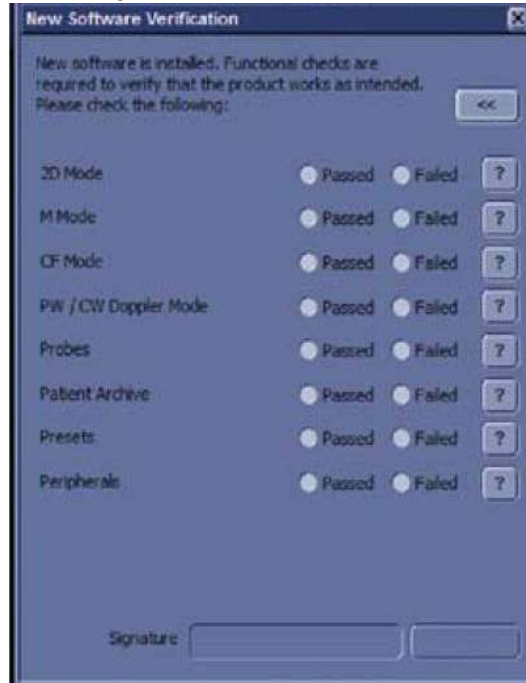 New Software Verification
New software is installed. Functional checks are
required to verify that the product works as intended.
Please check the following:
<<
2D Mode Passed Failed ?
M Mode Passed Failed ?
CF Mode Passed Failed ?
PW / CW Doppler Mode Passed Failed ?
Probes Passed Failed ?
Patient Archive Passed Failed ?
Presets Passed Failed ?
Peripherals Passed Failed ?
Signature